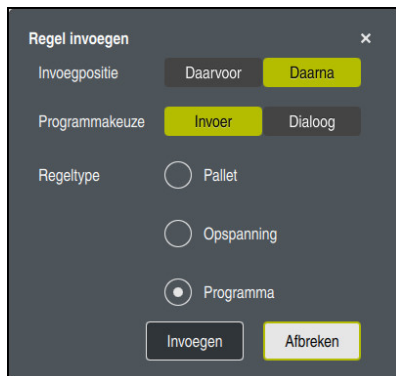 Regel invoegen ×
Invoegpositie Daarvoor Daarna
Programmakeuze Invoer Dialoog
Regeltype Pallet
Opspanning
Programma
Invoegen Afbreken